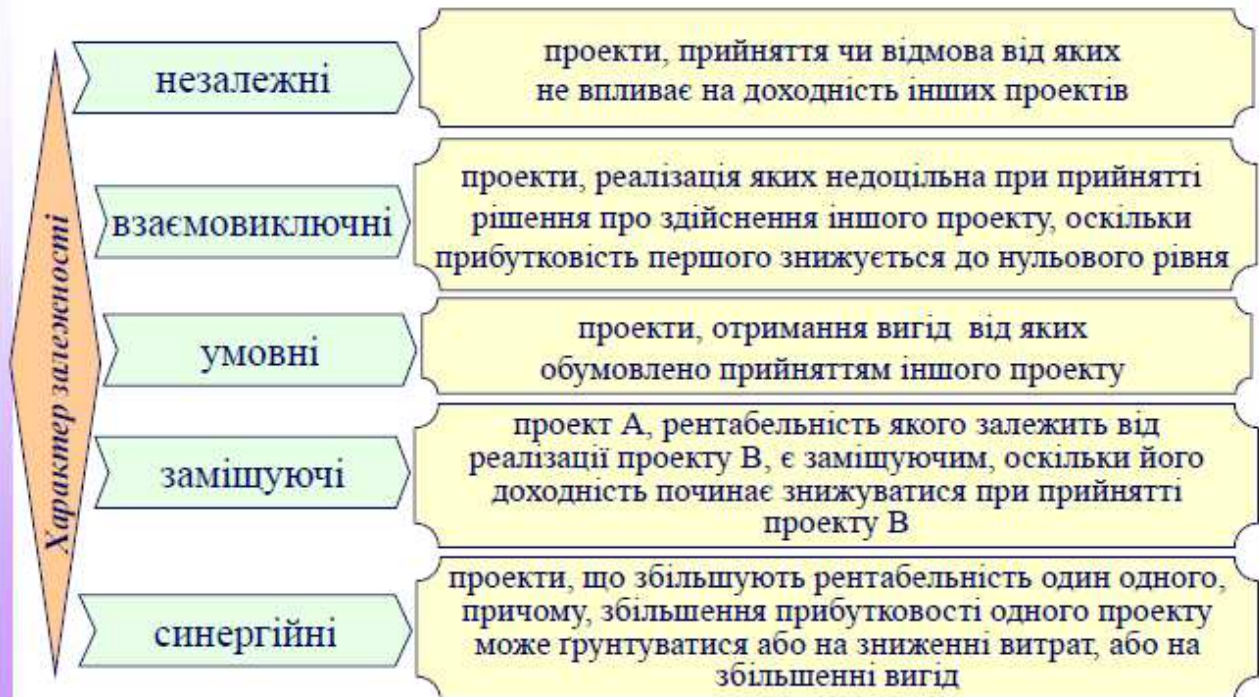 Характер залежності
незалежні
проекти, прийняття чи відмова від яких
не впливає на доходність інших проектів
взаємовиключні
проекти, реалізація яких недоцільна при прийнятті
рішення про здійснення іншого проекту, оскільки
прибутковість першого знижується до нульового рівня
умовні
проекти, отримання вигід від яких
обумовлено прийняттям іншого проекту
заміщуючі
проект А, рентабельність якого залежить від
реалізації проекту В, є заміщуючим, оскільки його
доходність починає знижуватися при прийнятті
проекту В
синергійні
проекти, що збільшують рентабельність один одного,
причому, збільшення прибутковості одного проекту
може ґрунтуватися або на зниженні витрат, або на
збільшенні вигід